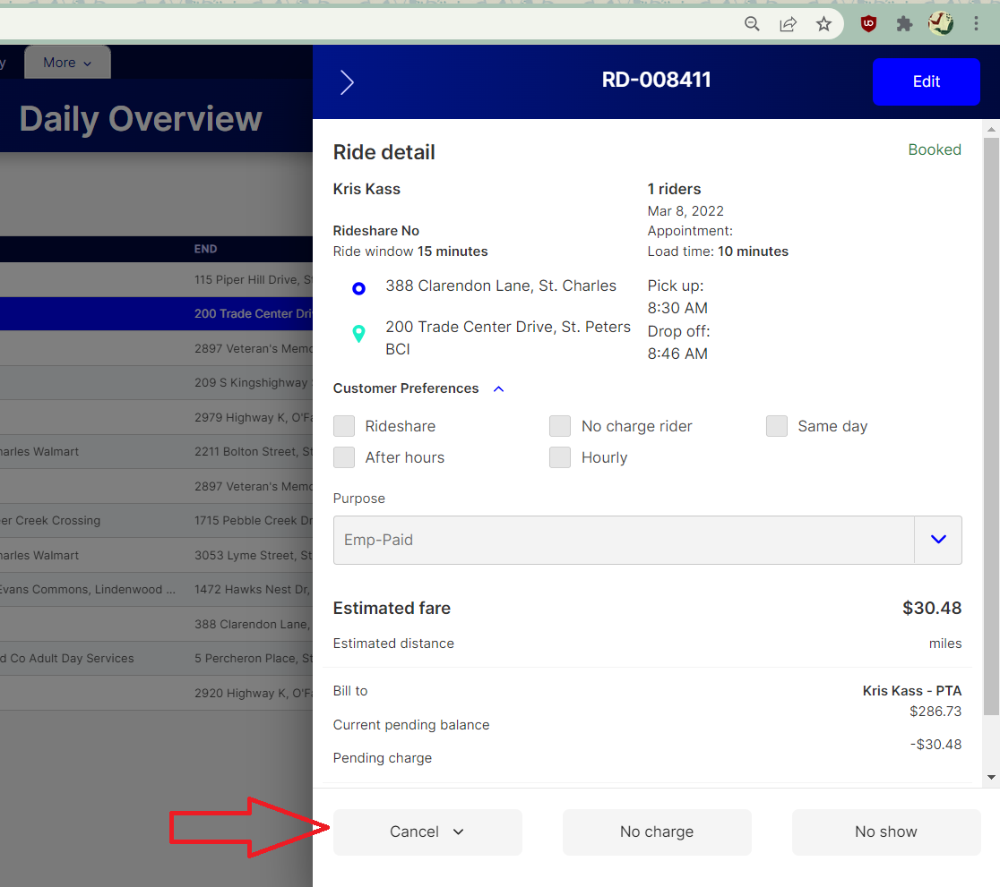 y
More
Daily Overview
RD-008411
Edit
Ride detail
Booked
Kris Kass
1 riders
Mar 8, 2022
Rideshare No
Appointment:
Ride window 15 minutes
Load time: 10 minutes
388 Clarendon Lane, St. Charles
Pick up:
8:30 AM
200 Trade Center Drive, St. Peters
BCI
Drop off:
8:46 AM
Customer Preferences
Rideshare
No charge rider
Same day
After hours
Hourly
Purpose
Emp-Paid
Estimated fare
$30.48
Estimated distance
miles
Bill to
Kris Kass - PTA
$286.73
Current pending balance
-$30.48
Pending charge
Cancel
No charge
No show
END
115 Piper Hill Drive, St
200 Trade Center Dri
2897 Veteran's Memo
209 S Kingshighway
2979 Highway K, O'Fa
harles Walmart
2211 Bolton Street, St
2897 Veteran's Memo
er Creek Crossing
1715 Pebble Creek Dr
harles Walmart
3053 Lyme Street, St
Evans Commons, Lindenwood ...
1472 Hawks Nest Dr,
388 Clarendon Lane,
d Co Adult Day Services
5 Percheron Place, St
2920 Highway K, O'Fa